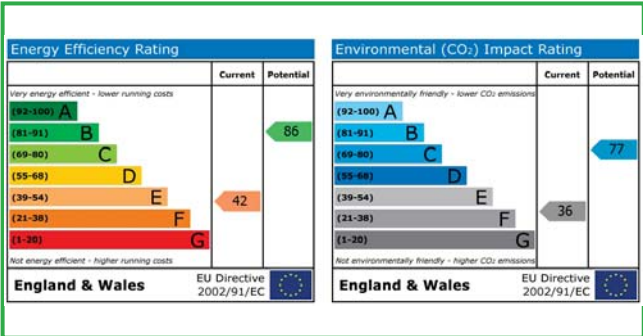 Energy Efficiency Rating
Current Potential
Very energy efficient - lower running costs
(92-100) A
(81-91) B
86
(69-80) C
(55-68) D
(39-54) E
42
(21-38) F
(1-20) G
Not energy efficient - higher running costs
England & Wales
EU Directive
2002/91/EC
Environmental (CO₂) Impact Rating
Current Potential
Very environmentally friendly - lower CO₂ emissions
(92-100) A
(81-91) B
(69-80) C
77
(55-68) D
(39-54) E
(21-38) F
36
(1-20) G
Not environmentally friendly - higher CO₂ emissions
England & Wales
EU Directive
2002/91/EC